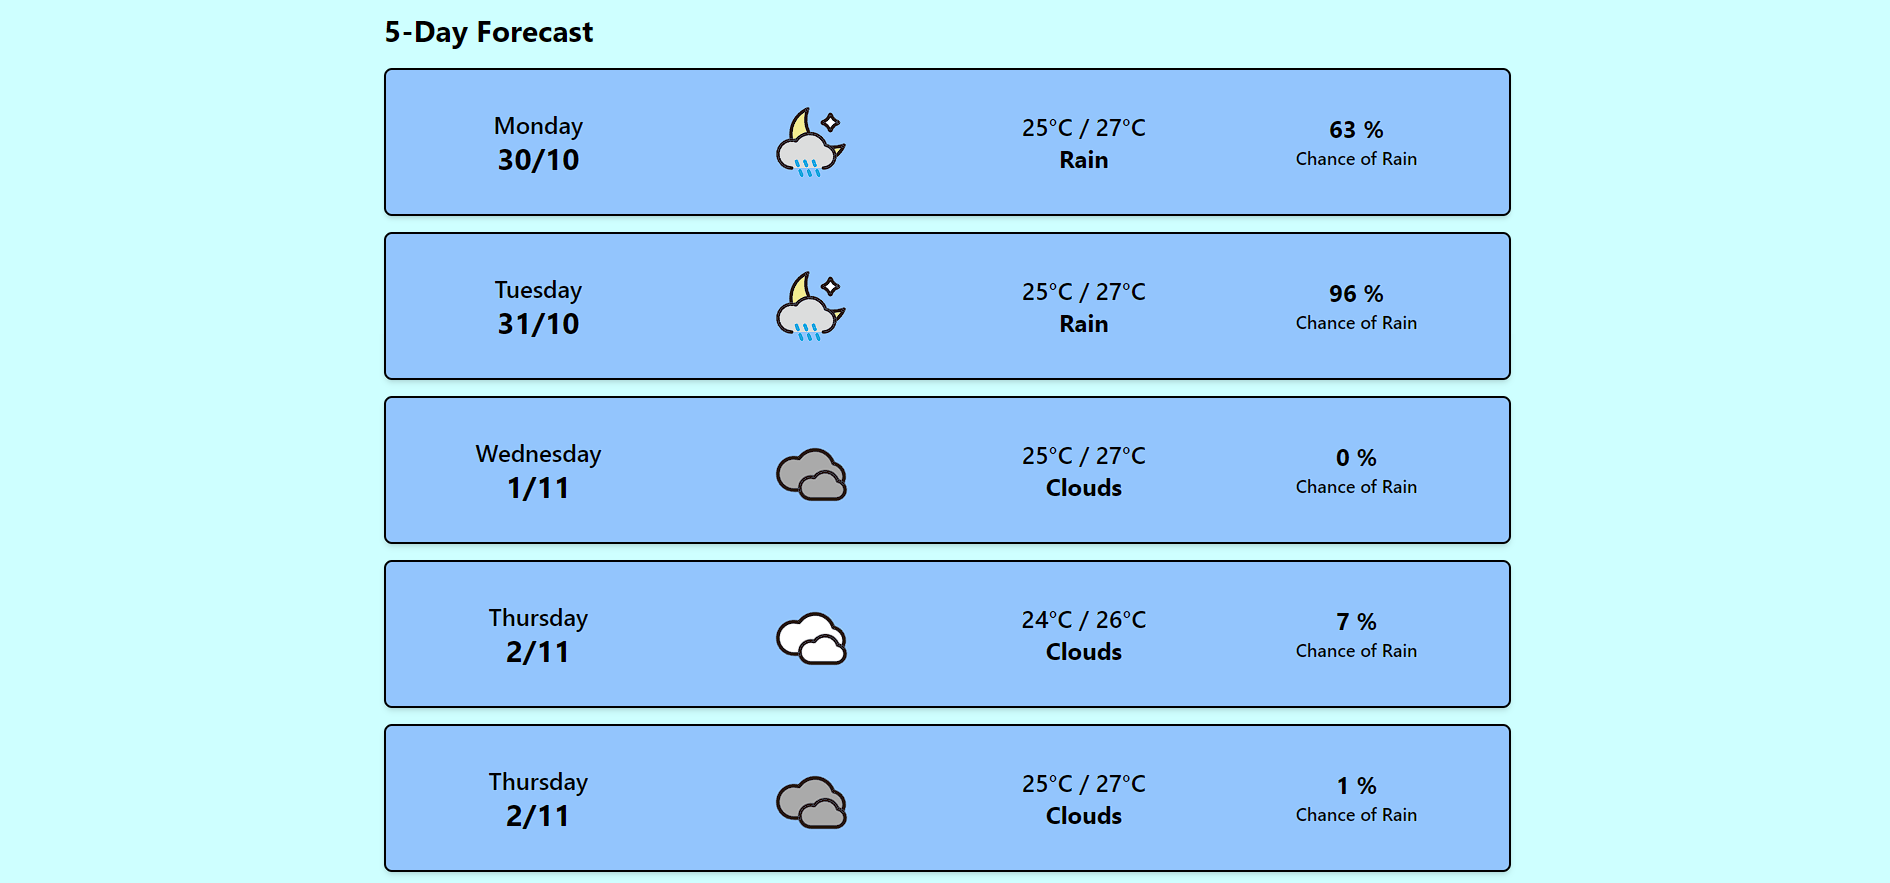 5-Day Forecast
Monday
30/10
25°C / 27°C
Rain
63 %
Chance of Rain
Tuesday
31/10
25°C / 27°C
Rain
96 %
Chance of Rain
Wednesday
1/11
25°C / 27°C
Clouds
0 %
Chance of Rain
Thursday
2/11
24°C / 26°C
Clouds
7 %
Chance of Rain
Thursday
2/11
25°C / 27°C
Clouds
1 %
Chance of Rain